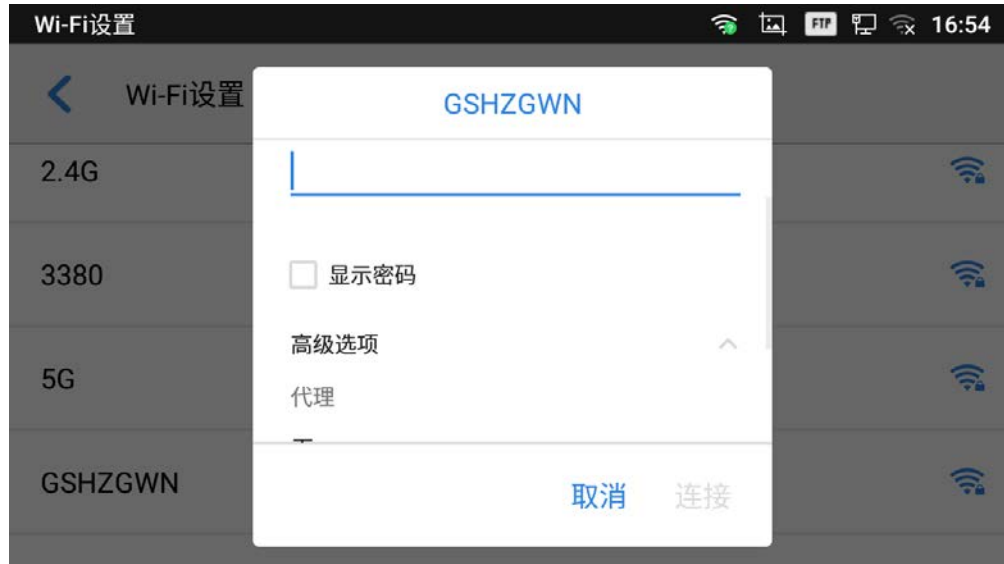 Wi-Fi设置
FTP
16:54
Wi-Fi设置
GSHZGWN
2.4G
3380
显示密码
高级选项
5G
代理
GSHZGWN
取消
连接